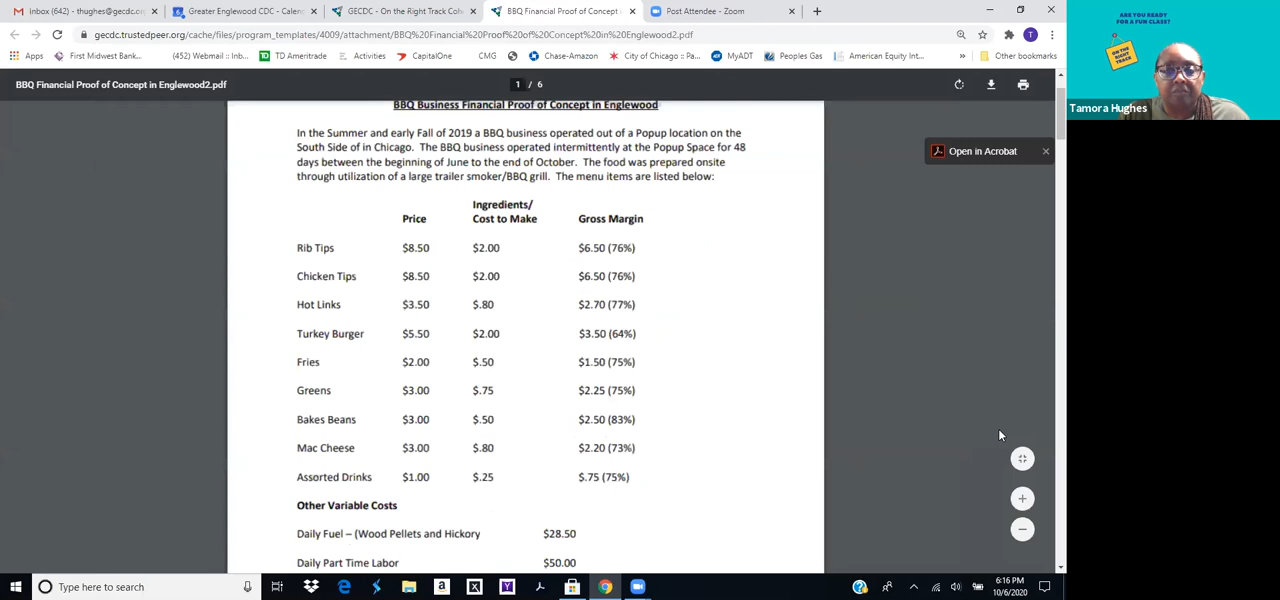 Inbox (642) - thughes@gecdc.or
Greater Englewood CDC - Calend
GECDC - On the Right Track Coh
BBQ Financial Proof of Concept
Post Attendee - Zoom
gecdc.trustedpeer.org/cache/files/program_templates/4009/attachment/BBQ%20Financial%20Proof%20of%20Concept%20in%20Englewood2.pdf
T
Apps
First Midwest Bank...
(452) Webmail :: In...
TD Ameritrade
Activities
CapitalOne
CMG
Chase-Amazon
City of Chicago :: Pa...
MyADT
Peoples Gas
American Equity Int...
»
Other bookmarks
BBQ Financial Proof of Concept in Englewood2.pdf
1 / 6
Open in Acrobat
BBQ Business Financial Proof of Concept in Englewood
In the Summer and early Fall of 2019 a BBQ business operated out of a Popup location on the
South Side of in Chicago. The BBQ business operated intermittently at the Popup Space for 48
days between the beginning of June to the end of October. The food was prepared onsite
through utilization of a large trailer smoker/BBQ grill. The menu items are listed below:
Ingredients/
Price Cost to Make Gross Margin
Rib Tips $8.50 $2.00 $6.50 (76%)
Chicken Tips $8.50 $2.00 $6.50 (76%)
Hot Links $3.50 $.80 $2.70 (77%)
Turkey Burger $5.50 $2.00 $3.50 (64%)
Fries $2.00 $.50 $1.50 (75%)
Greens $3.00 $.75 $2.25 (75%)
Bakes Beans $3.00 $.50 $2.50 (83%)
Mac Cheese $3.00 $.80 $2.20 (73%)
Assorted Drinks $1.00 $.25 $.75 (75%)
Other Variable Costs
Daily Fuel – (Wood Pellets and Hickory $28.50
Daily Part Time Labor $50.00
ARE YOU READY
FOR A FUN CLASS?
ON THE
RIGHT
TRACK
Tamora Hughes
Type here to search
6:16 PM
10/6/2020